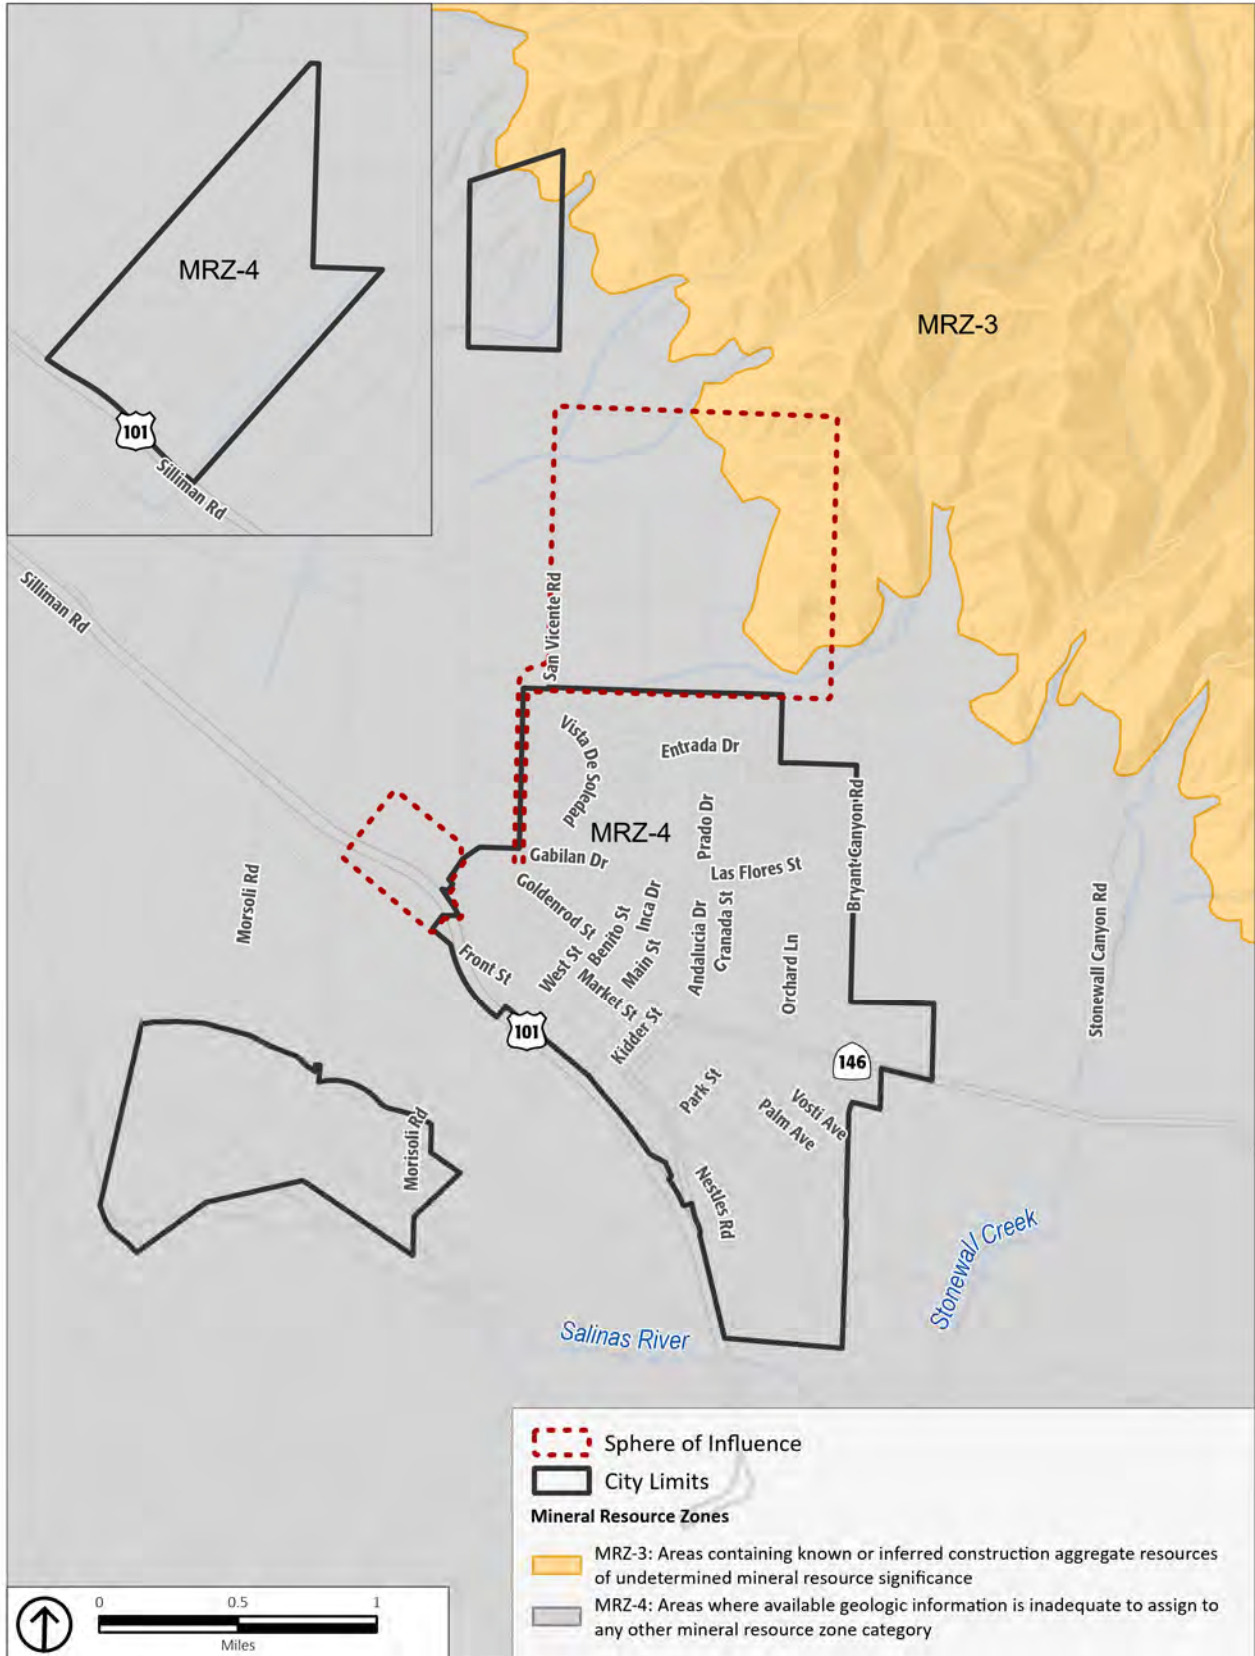 MRZ-4
101
Silliman Rd
MRZ-3
Silliman Rd
San Vicente Rd
Vista De Soledad
Entrada Dr
MRZ-4
Prado Dr
Bryant Canyon Rd
Gabilan Dr
Las Flores St
Morsoli Rd
Goldenrod St
Inca Dr
Benito St
Andalucia Dr
Granada St
Stonewall Canyon Rd
Front St
West St
Main St
Orchard Ln
Market St
101
Kidder St
146
Park St
Vosti Ave
Palm Ave
Morisoli Rd
Nestles Rd
Stonewall Creek
Salinas River
Sphere of Influence
City Limits
Mineral Resource Zones
MRZ-3: Areas containing known or inferred construction aggregate resources
of undetermined mineral resource significance
MRZ-4: Areas where available geologic information is inadequate to assign to
any other mineral resource zone category
0 0.5 1
Miles